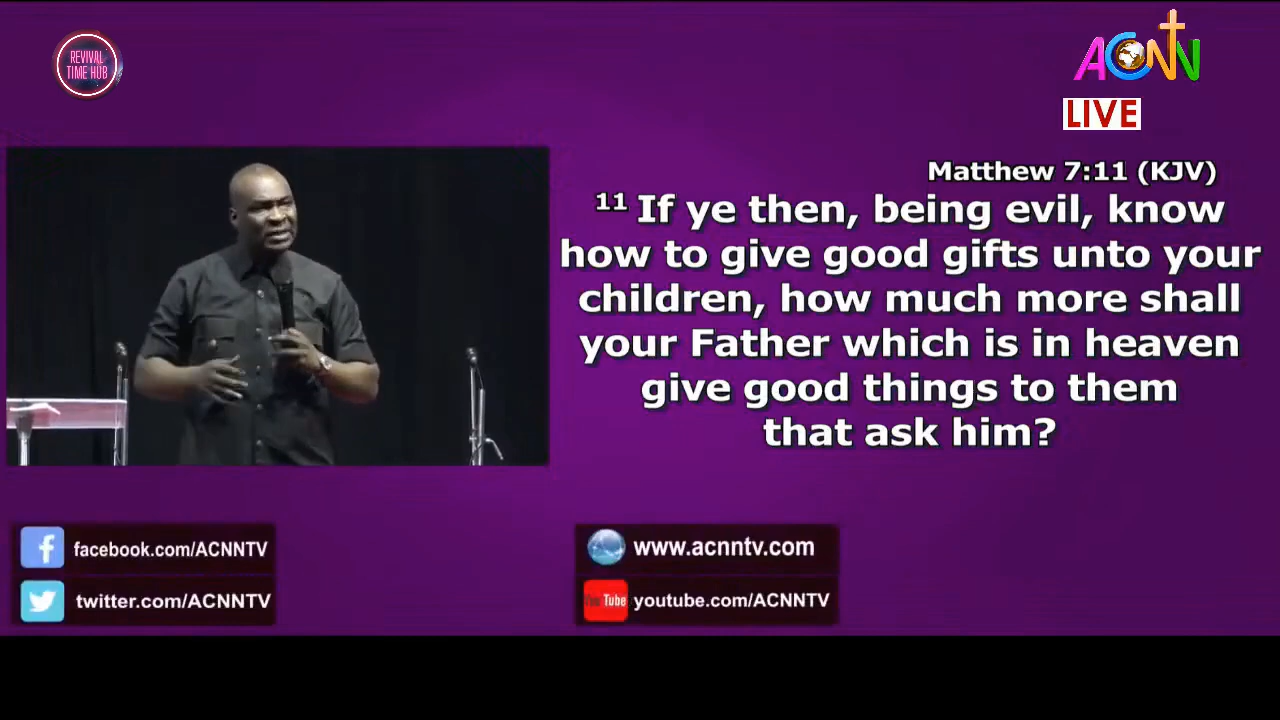 REVIVAL
TIME HUB
ACNN
LIVE
Matthew 7:11 (KJV)
11 If ye then, being evil, know
how to give good gifts unto your
children, how much more shall
your Father which is in heaven
give good things to them
that ask him?
facebook.com/ACNNTV
www.acnntv.com
twitter.com/ACNNTV
YouTube
youtube.com/ACNNTV